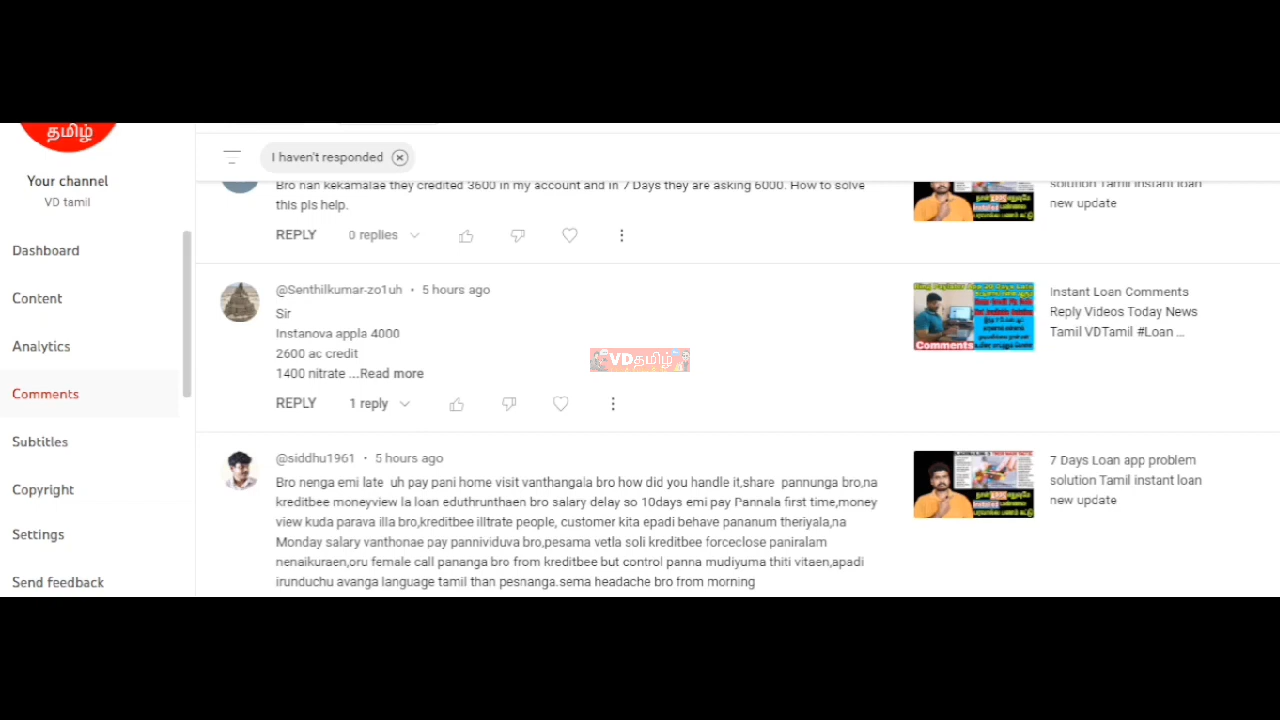 தமிழ்
Your channel
VD tamil
Dashboard
Content
Analytics
Comments
Subtitles
Copyright
Settings
Send feedback
I haven't responded
Bro nan kekamalae they credited 3600 in my account and in 7 Days they are asking 6000. How to solve
this pls help.
REPLY 0 replies
solution Tamil instant loan
new update
@Senthilkumar-zo1uh • 5 hours ago
Sir
Instanova appla 4000
2600 ac credit
1400 nitrate ...Read more
REPLY 1 reply
Comments
Instant Loan Comments
Reply Videos Today News
Tamil VDTamil #Loan ...
VDதமிழ்
@siddhu1961 • 5 hours ago
Bro nenga emi late uh pay pani home visit vanthangala bro how did you handle it,share pannunga bro,na
kreditbee moneyview la loan eduthrunthaen bro salary delay so 10days emi pay Pannala first time,money
view kuda parava illa bro,kreditbee illtrate people, customer kita epadi behave pananum theriyala,na
Monday salary vanthonae pay pannividuva bro,pesama vetla soli kreditbee forceclose paniralam
nenaikuraen,oru female call pananga bro from kreditbee but control panna mudiyuma thiti vitaen,apadi
irunduchu avanga language tamil than pesnanga.sema headache bro from morning
7 Days Loan app problem
solution Tamil instant loan
new update